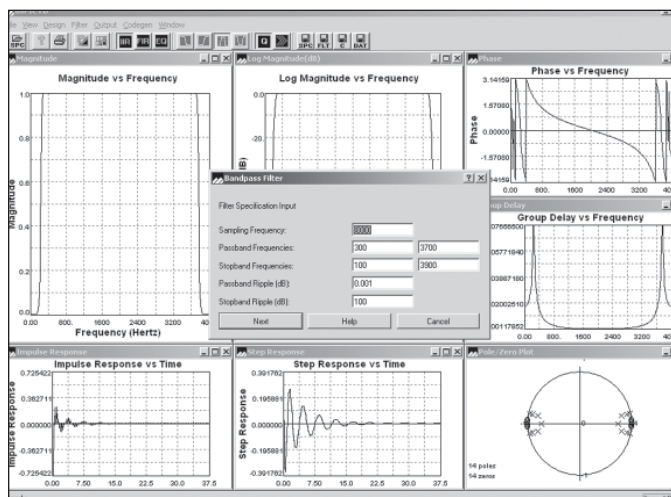 View Design Filter Output Codegen Window
SPC IIR FIR EQ Q SPC FLT C DAT
Magnitude
Magnitude vs Frequency
1.0
0.8
0.6
0.4
0.2
0.0
Magnitude
0.00 800 1600 2400 3200
Frequency (Hertz)
Log Magnitude(dB)
Log Magnitude vs Frequency
0.0
-20
Phase
Phase vs Frequency
3.14159
1.57080
0.00000
-1.57080
Phase
0.00 800 1600 2400 3200
Bandpass Filter
Filter Specification Input
Sampling Frequency: 8000
Passband Frequencies: 300 3700
Stopband Frequencies: 100 3900
Passband Ripple (dB): 0.001
Stopband Ripple (dB): 100
Next Help Cancel
Group Delay vs Frequency
0.00 800 1600 2400 3200
Impulse Response
Impulse Response vs Time
0.725422
0.362711
0.000000
-0.362711
-0.725422
Impulse Response
0.00 7.50 15.0 22.5 30.0 37.5
Step Response
Step Response vs Time
0.391762
0.195881
0.000000
-0.195881
-0.391762
Step Response
0.00 7.50 15.0 22.5 30.0 37.5
Pole/Zero Plot
14 poles
14 zeros